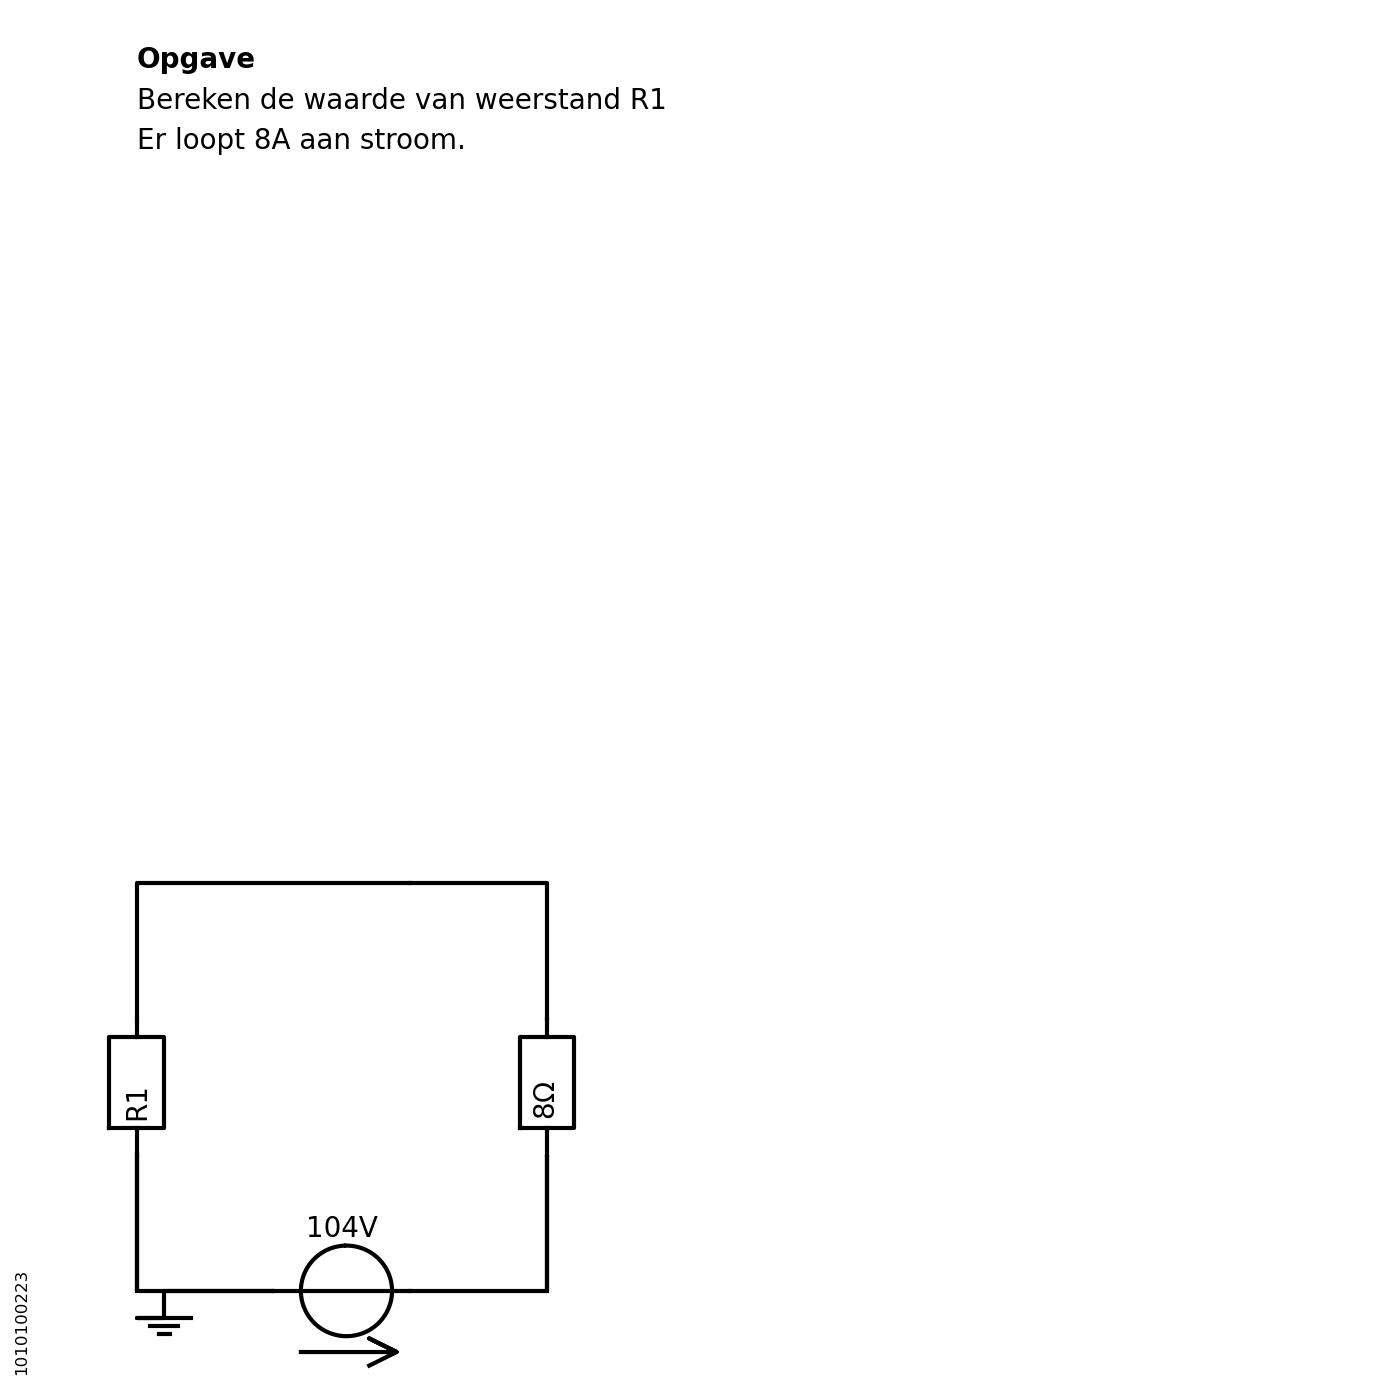 Opgave
Bereken de waarde van weerstand R1
Er loopt 8A aan stroom.
R1
8Ω
104V
1010100223